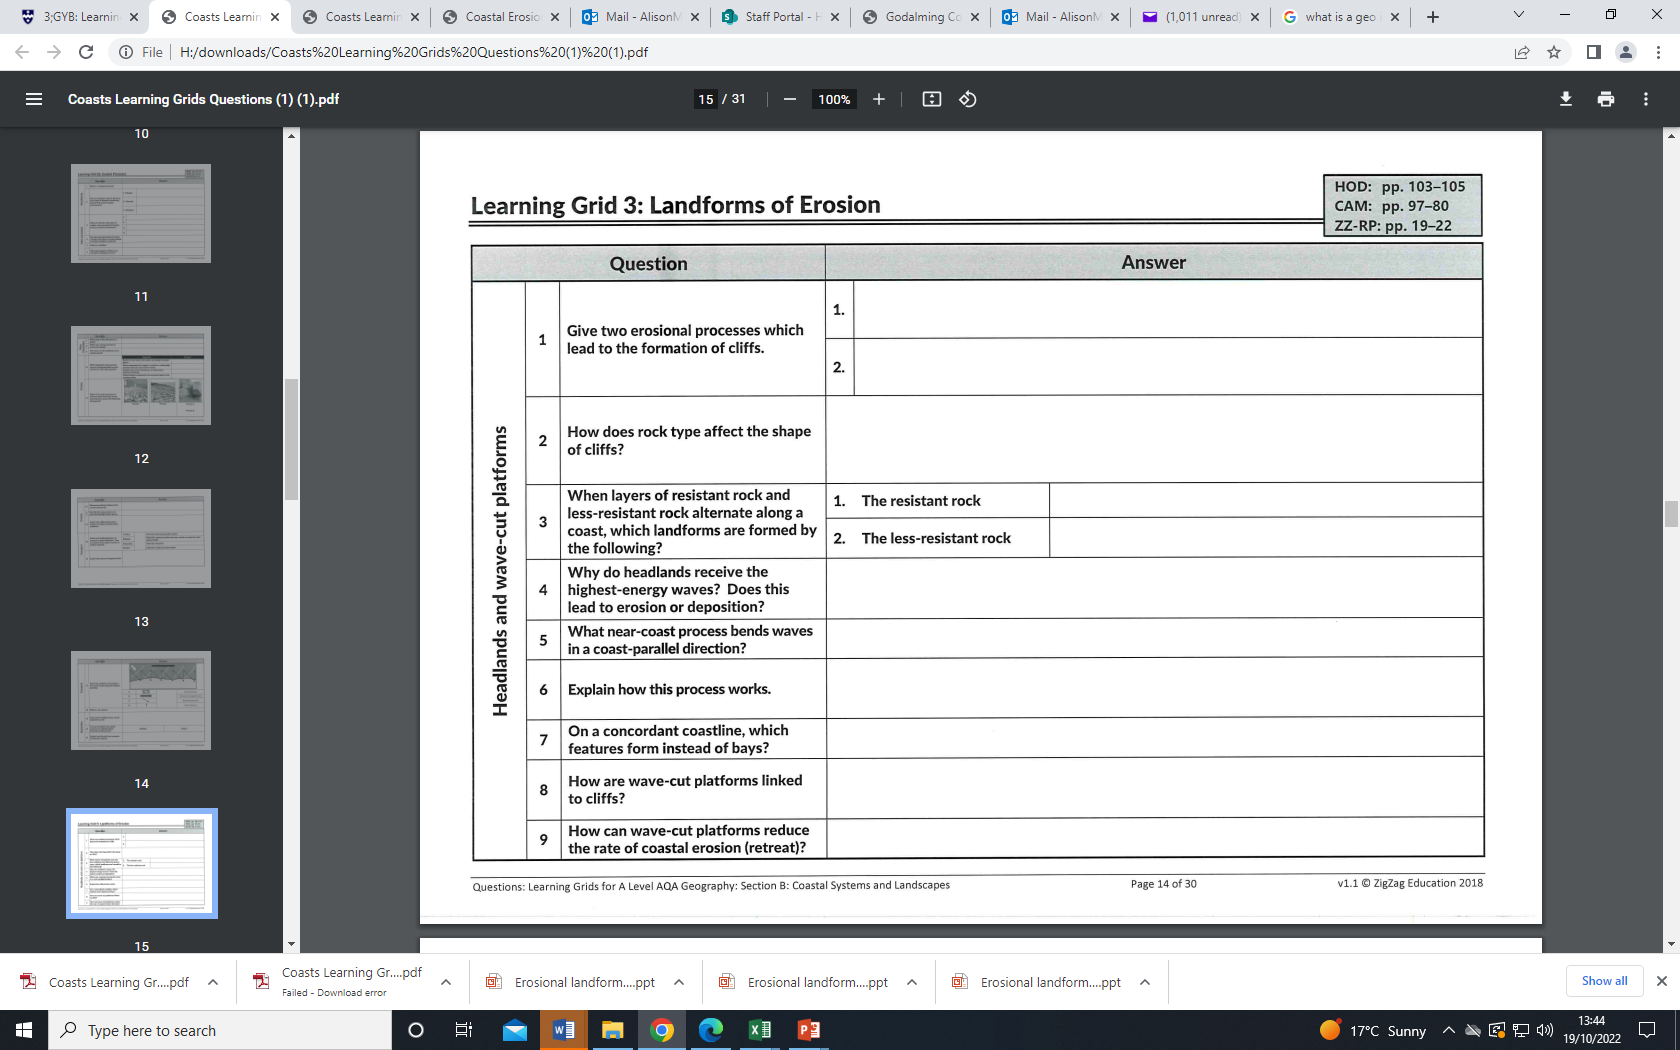 3;GYB: Learnin
Coasts Learnin
Coasts Learnin
Coastal Erosio
Mail - AlisonM
Staff Portal - H
Godalming Co
Mail - AlisonM
(1,011 unread)
what is a geo
File
H:/downloads/Coasts%20Learning%20Grids%20Questions%20(1)%20(1).pdf
Coasts Learning Grids Questions (1) (1).pdf
15 / 31
100%
10
11
12
13
14
15
Learning Grid 3: Landforms of Erosion
HOD: pp. 103–105
CAM: pp. 97–80
ZZ-RP: pp. 19–22
Question
Answer
Headlands and wave-cut platforms
1
Give two erosional processes which
lead to the formation of cliffs.
1.
2.
2
How does rock type affect the shape
of cliffs?
3
When layers of resistant rock and
less-resistant rock alternate along a
coast, which landforms are formed by
the following?
1. The resistant rock
2. The less-resistant rock
4
Why do headlands receive the
highest-energy waves? Does this
lead to erosion or deposition?
5
What near-coast process bends waves
in a coast-parallel direction?
6
Explain how this process works.
7
On a concordant coastline, which
features form instead of bays?
8
How are wave-cut platforms linked
to cliffs?
9
How can wave-cut platforms reduce
the rate of coastal erosion (retreat)?
Questions: Learning Grids for A Level AQA Geography: Section B: Coastal Systems and Landscapes
Page 14 of 30
v1.1 © ZigZag Education 2018
Coasts Learning Gr....pdf
Coasts Learning Gr....pdf
Failed - Download error
Erosional landform....ppt
Erosional landform....ppt
Erosional landform....ppt
Show all
Type here to search
17°C Sunny
13:44
19/10/2022